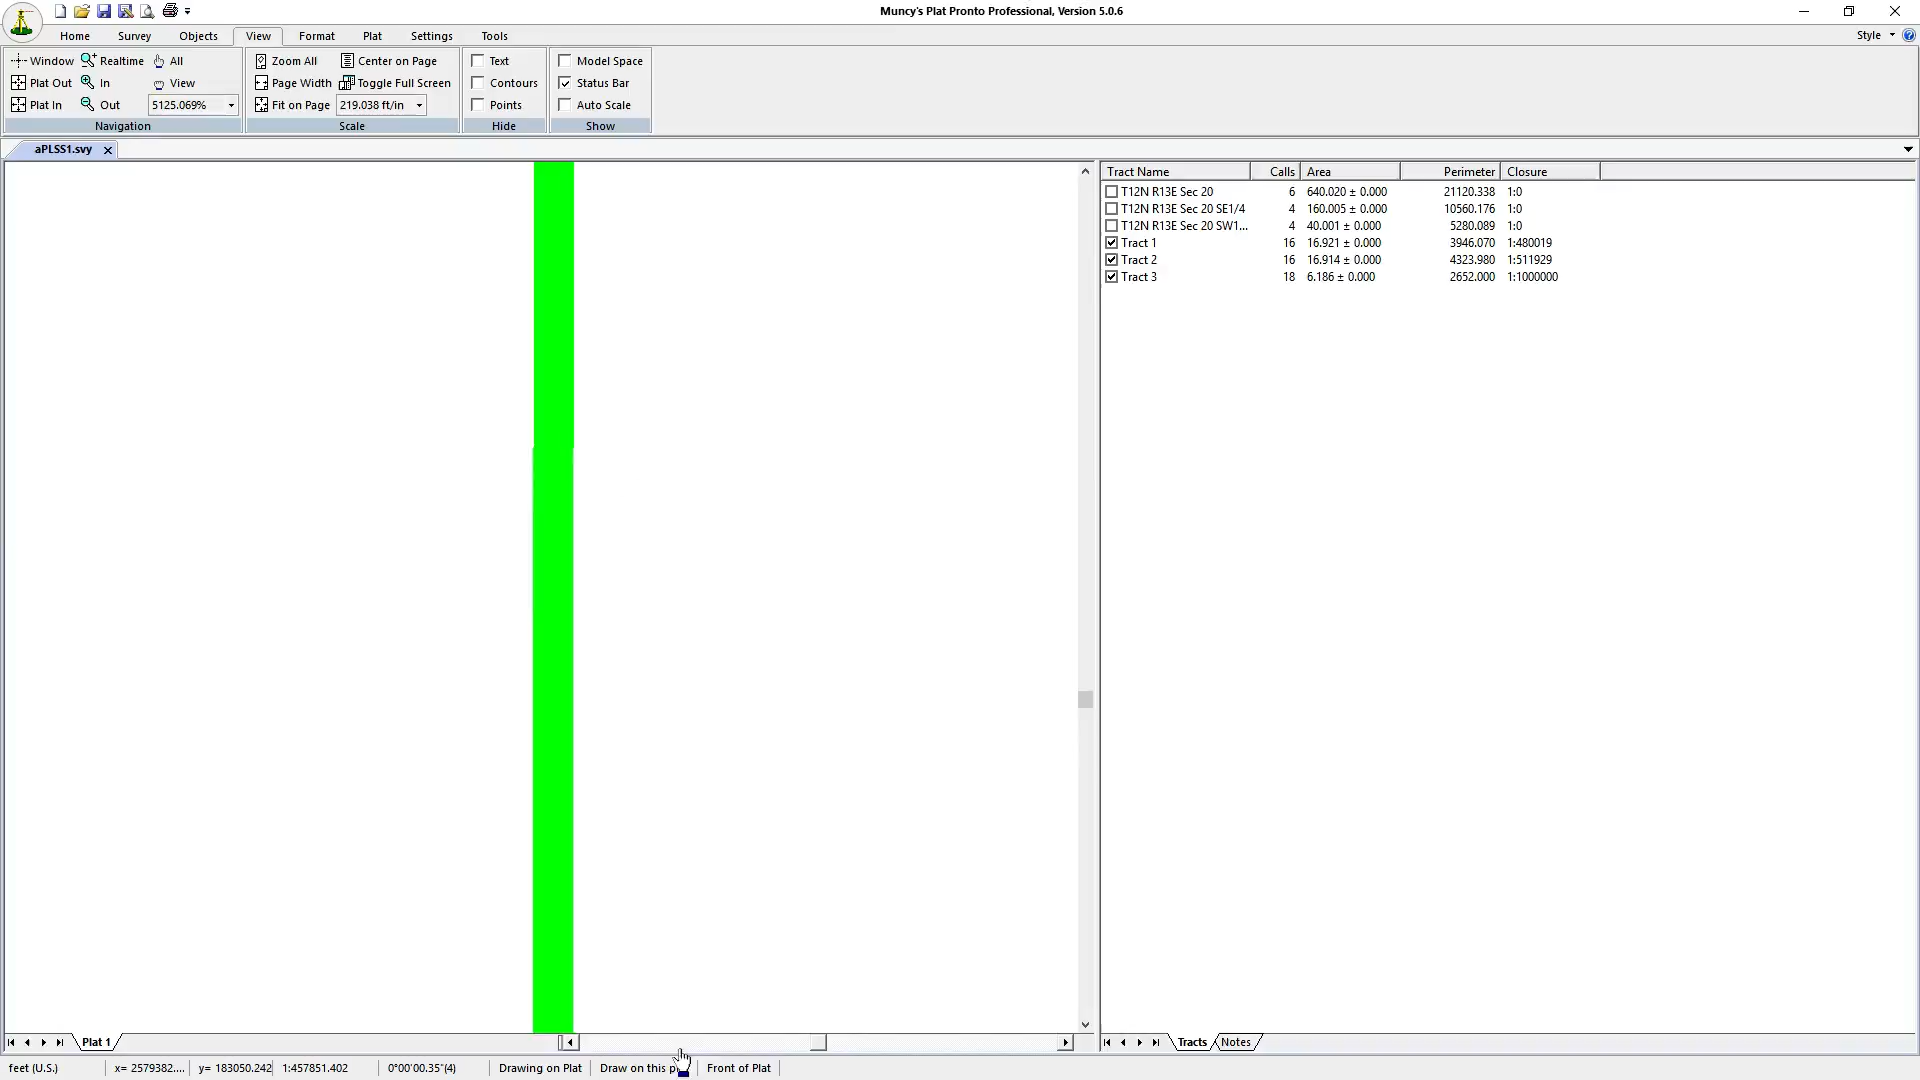 Muncy's Plat Pronto Professional, Version 5.0.6
Home Survey Objects View Format Plat Settings Tools Style
Window Realtime All Zoom All Center on Page Text Model Space
Plat Out In View Page Width Toggle Full Screen Contours Status Bar
Plat In Out 5125.069% Fit on Page 219.038 ft/in Points Auto Scale
Navigation Scale Hide Show
aPLSS1.svy
Tract Name Calls Area Perimeter Closure
T12N R13E Sec 20 6 640.020 ± 0.000 21120.338 1:0
T12N R13E Sec 20 SE1/4 4 160.005 ± 0.000 10560.176 1:0
T12N R13E Sec 20 SW1... 4 40.001 ± 0.000 5280.089 1:0
Tract 1 16 16.921 ± 0.000 3946.070 1:480019
Tract 2 16 16.914 ± 0.000 4323.980 1:511929
Tract 3 18 6.186 ± 0.000 2652.000 1:1000000
Plat 1 Tracts Notes
feet (U.S.) x= 2579382.... y= 183050.242 1:457851.402 0°00'00.35"(4) Drawing on Plat Draw on this Front of Plat